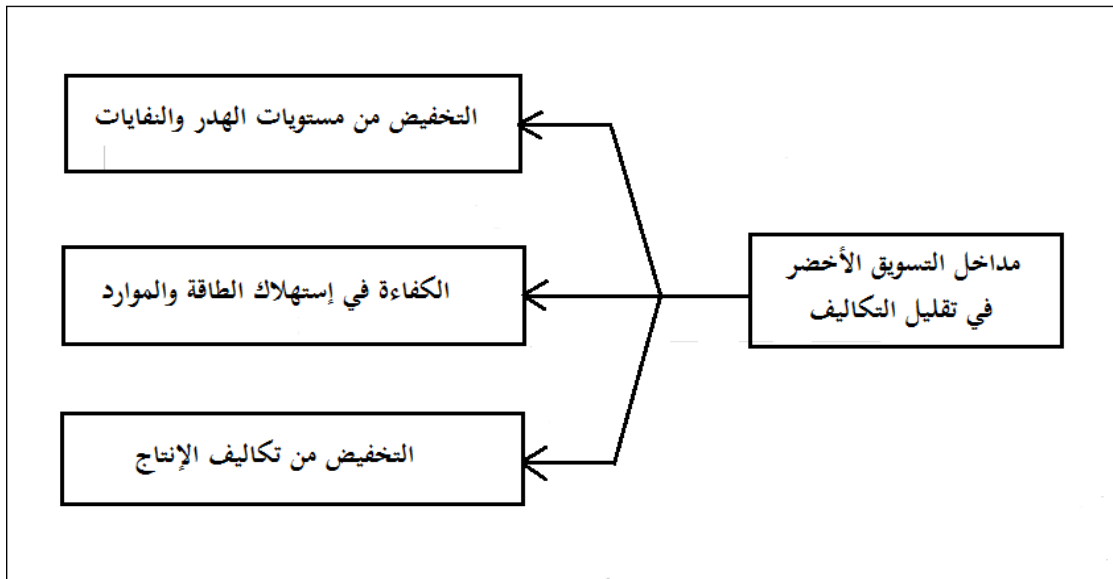 مداخل التسويق الأخضر
في تقليل التكاليف
التخفيض من مستويات الهدر والنفايات
الكفاءة في إستهلاك الطاقة والموارد
التخفيض من تكاليف الإنتاج